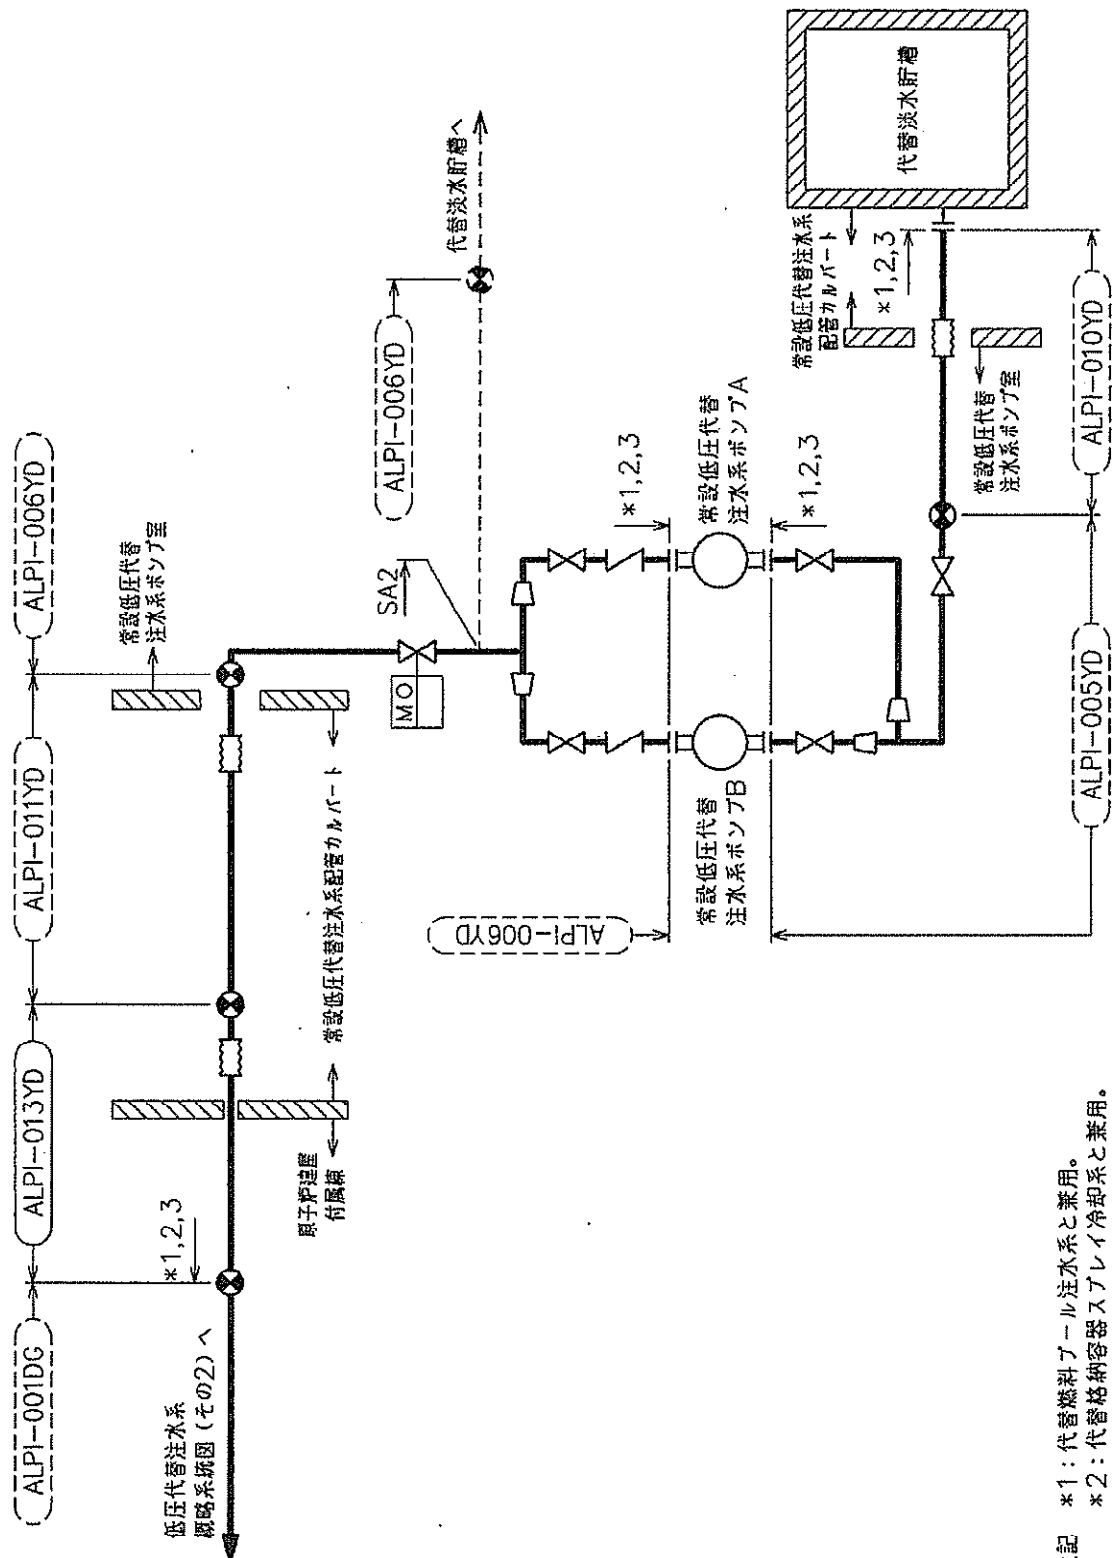 ALPI-001DG
ALPI-013YD
ALPI-011YD
ALPI-006YD
低圧代替注水系
概略系統図(その2)へ
*1,2,3
原子炉建屋
付属棟
常設低圧代替注水系配管カルバート
常設低圧代替
注水系ポンプ室
MO
SA2
ALPI-006YD
代替淡水貯槽へ
ALPI-006YD
*1,2,3
常設低圧代替
注水系ポンプA
*1,2,3
常設低圧代替
注水系ポンプB
常設低圧代替注水系
配管カルバート
*1,2,3
常設低圧代替
注水系ポンプ室
代替淡水貯槽
ALPI-005YD
ALPI-010YD
記 *1:代替燃料プール注水系と兼用。
*2:代替格納容器スプレイ冷却系と兼用。